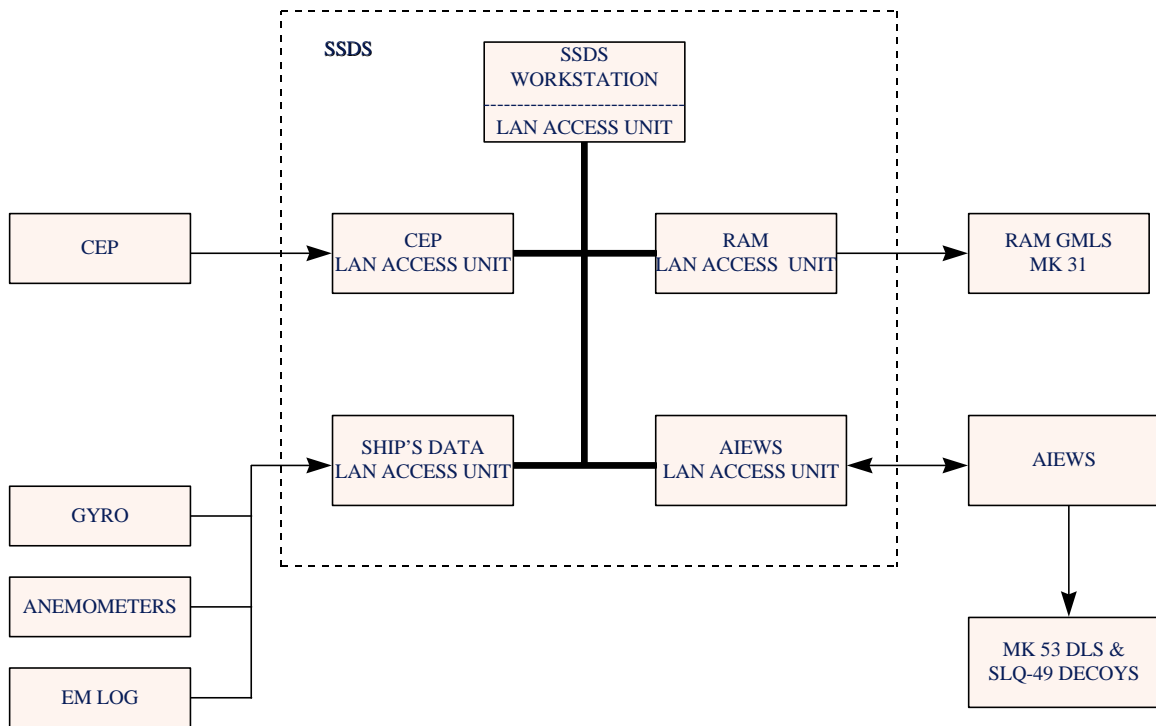 SSDS
SSDS
WORKSTATION
LAN ACCESS UNIT
CEP
CEP
LAN ACCESS UNIT
RAM
LAN ACCESS UNIT
RAM GMLS
MK 31
SHIP'S DATA
LAN ACCESS UNIT
AIEWS
LAN ACCESS UNIT
AIEWS
GYRO
ANEMOMETERS
EM LOG
MK 53 DLS &
SLQ-49 DECOYS